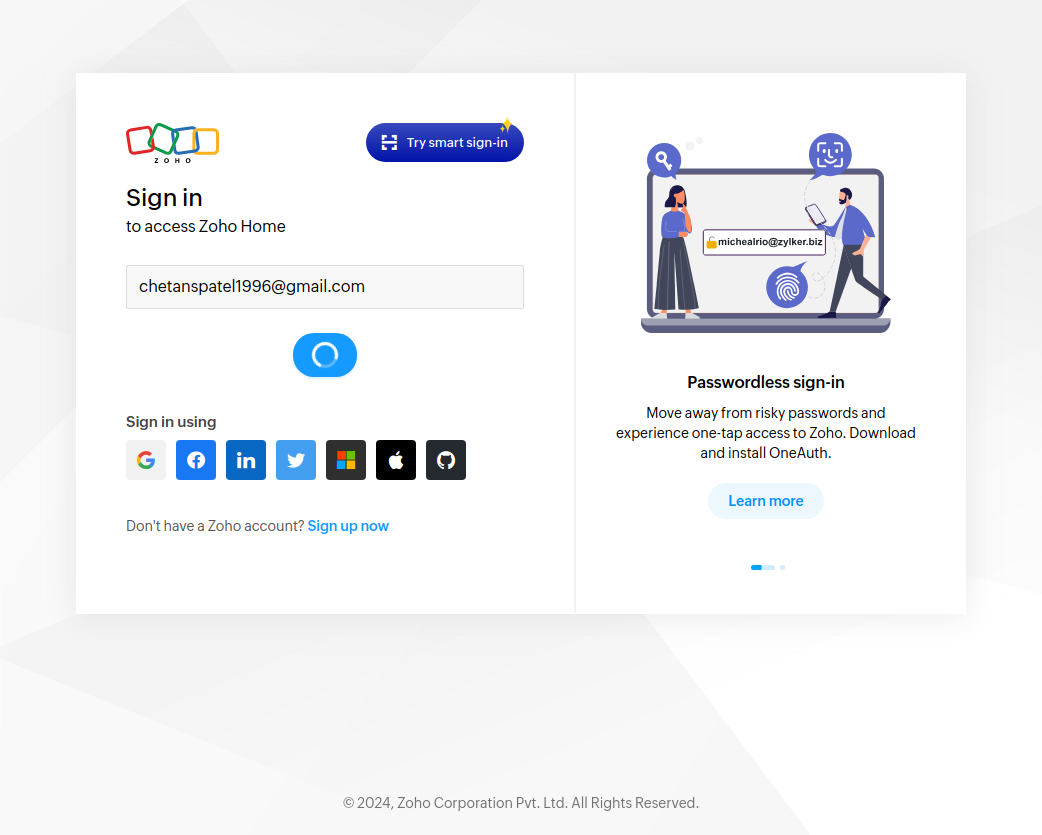 ZOHO
Try smart sign-in
Sign in
to access Zoho Home
chetanspatel1996@gmail.com
Sign in using
Don't have a Zoho account? Sign up now
michealrio@zylker.biz
Passwordless sign-in
Move away from risky passwords and
experience one-tap access to Zoho. Download
and install OneAuth.
Learn more
© 2024, Zoho Corporation Pvt. Ltd. All Rights Reserved.